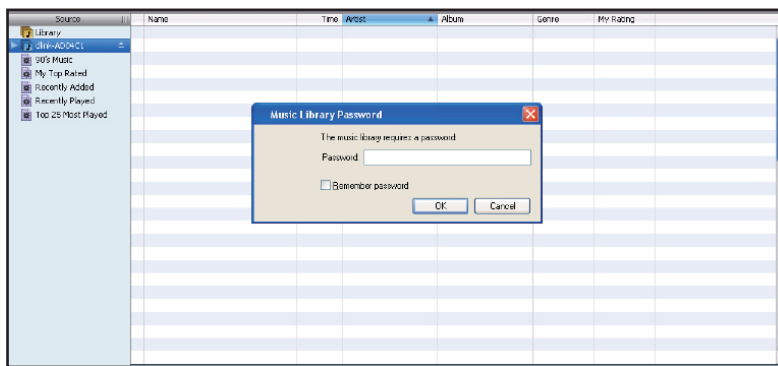 Source Name Time Artist Album Genre My Rating
Library
dlink-AD04C1
90's Music
My Top Rated
Recently Added
Recently Played
Top 25 Most Played
Music Library Password
The music library requires a password
Password
Remember password
OK Cancel